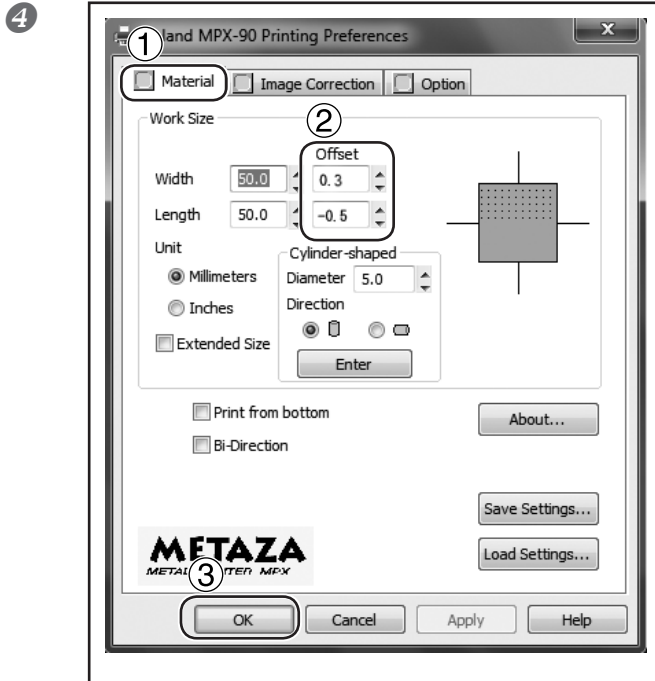 4
land MPX-90 Printing Preferences
x
1
Material
Image Correction
Option
Work Size
2
Offset
Width 50.0 0.3
Length 50.0 -0.5
Unit
Millimeters
Inches
Extended Size
Cylinder-shaped
Diameter 5.0
Direction
Enter
Print from bottom
Bi-Direction
About...
Save Settings...
Load Settings...
METAZA
MPX
3
OK
Cancel
Apply
Help